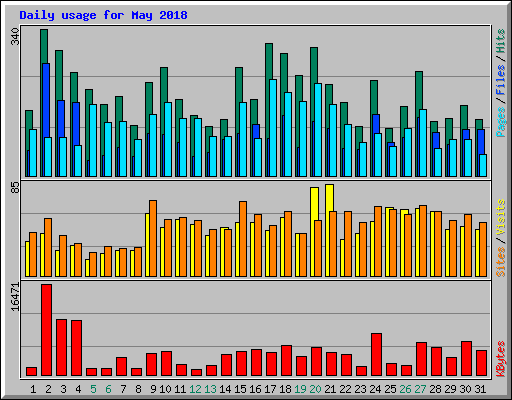 Daily usage for May 2018
340
Pages / Files / Hits
85
Sites / Visits
16471
KBytes
1 2 3 4 5 6 7 8 9 10 11 12 13 14 15 16 17 18 19 20 21 22 23 24 25 26 27 28 29 30 31